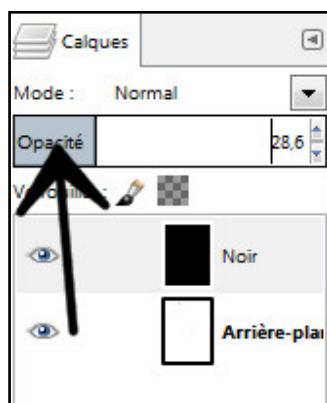 Calques
Mode : Normal
Opacité 28,6
Noir
Arrière-plan